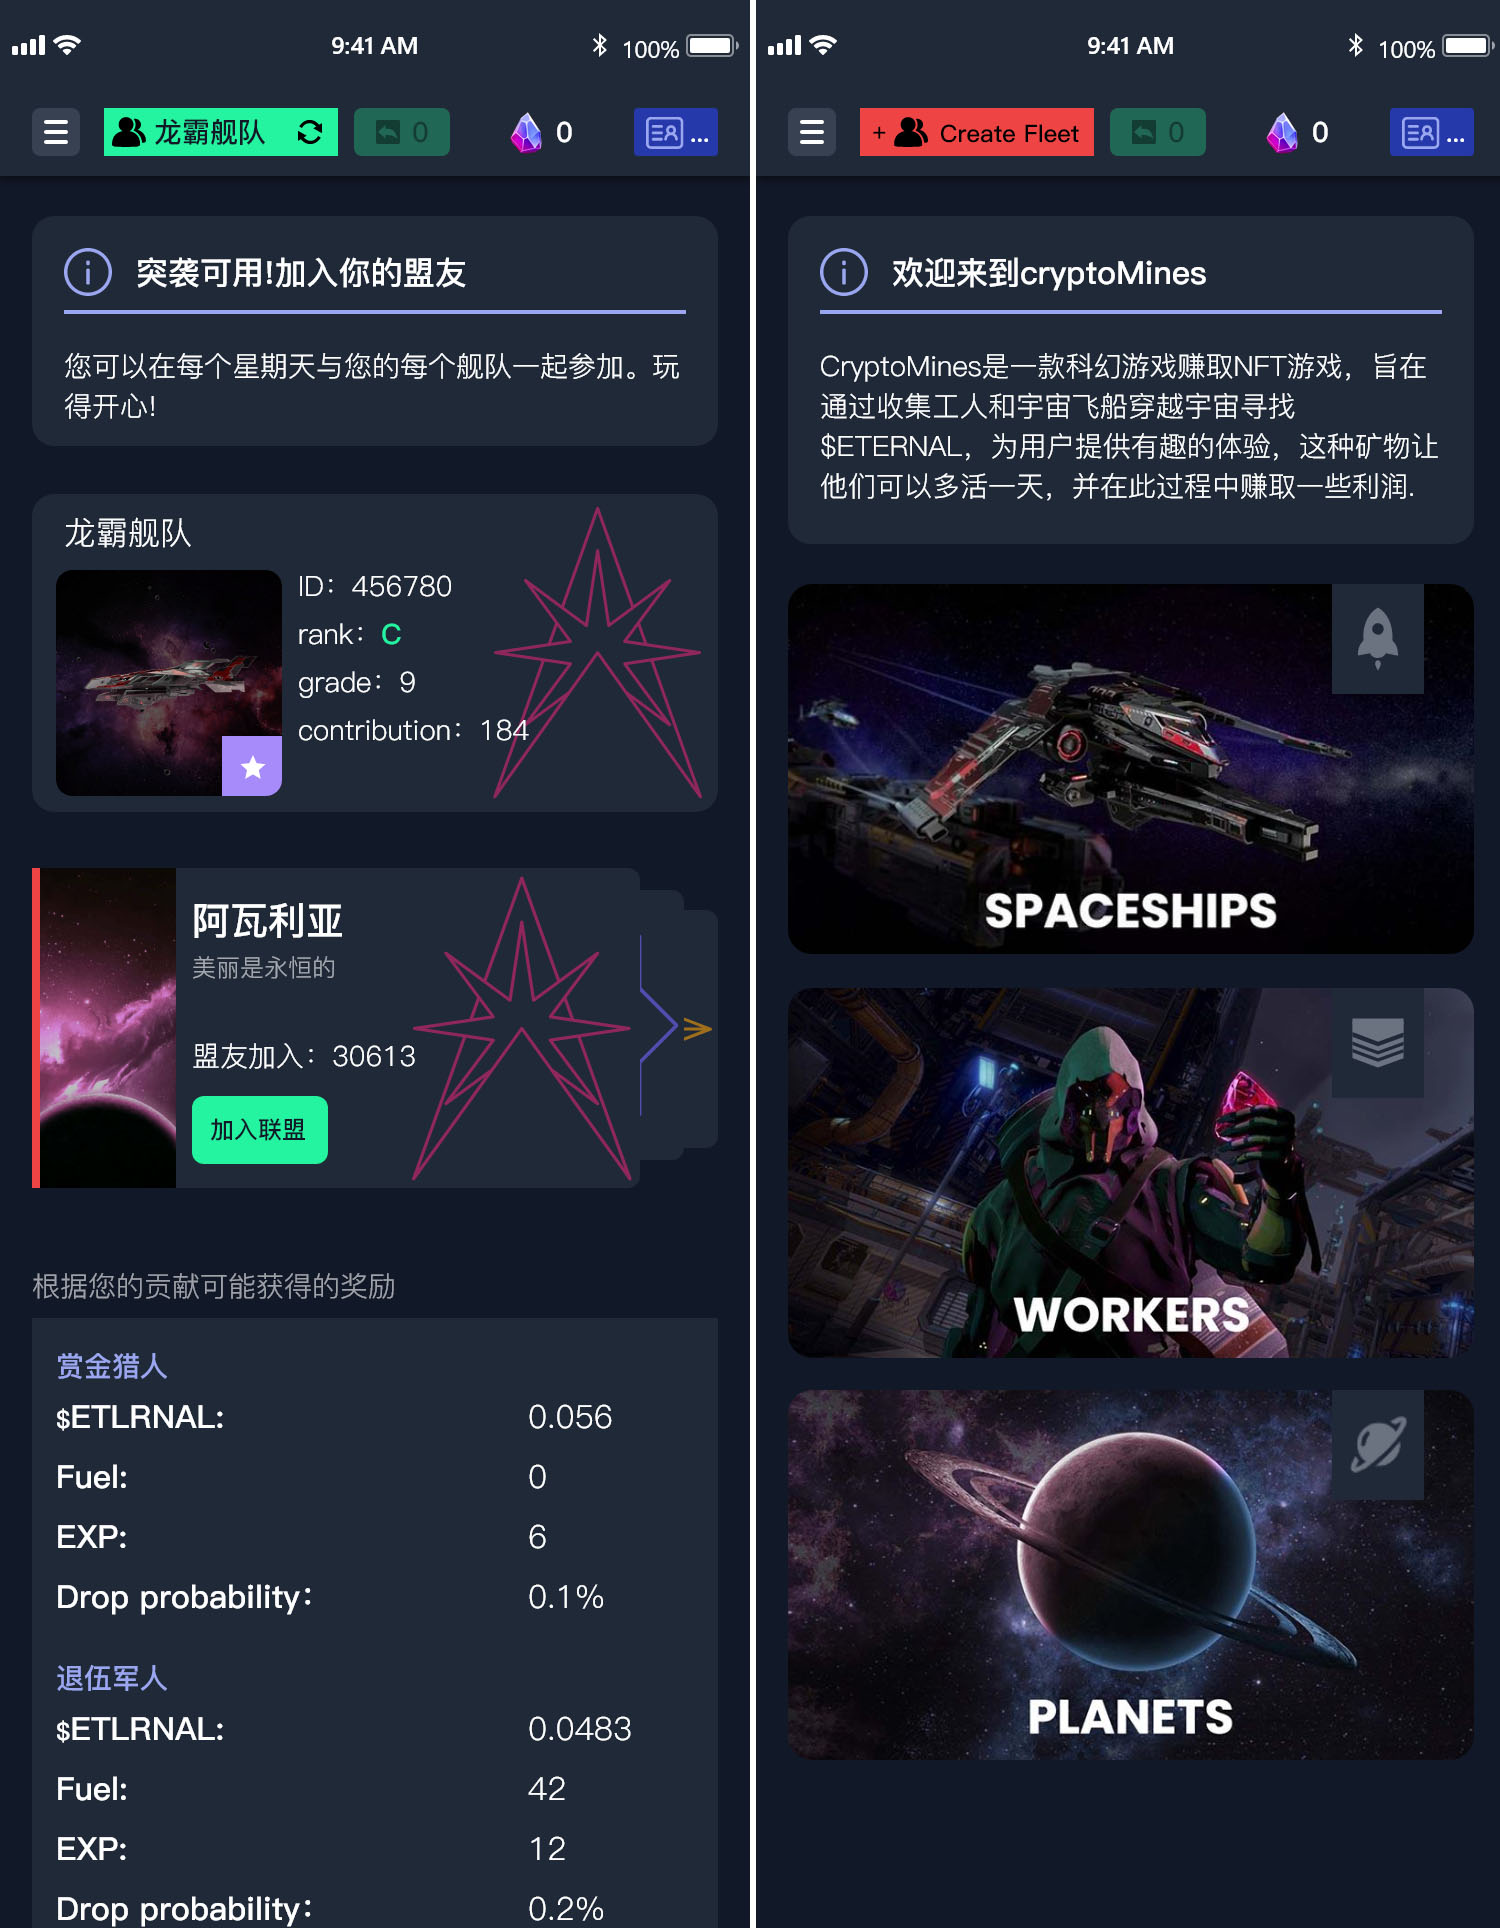 9:41 AM
100%
龙霸舰队
0
0
...
突袭可用!加入你的盟友
您可以在每个星期天与您的每个舰队一起参加。玩
得开心!
龙霸舰队
ID：456780
rank：C
grade：9
contribution：184
阿瓦利亚
美丽是永恒的
盟友加入：30613
加入联盟
根据您的贡献可能获得的奖励
赏金猎人
$ETLRNAL: 0.056
Fuel: 0
EXP: 6
Drop probability： 0.1%
退伍军人
$ETLRNAL: 0.0483
Fuel: 42
EXP: 12
Drop probability： 0.2%
9:41 AM
100%
+ Create Fleet
0
0
...
欢迎来到cryptoMines
CryptoMines是一款科幻游戏赚取NFT游戏，旨在
通过收集工人和宇宙飞船穿越宇宙寻找
$ETERNAL，为用户提供有趣的体验，这种矿物让
他们可以多活一天，并在此过程中赚取一些利润.
SPACESHIPS
WORKERS
PLANETS